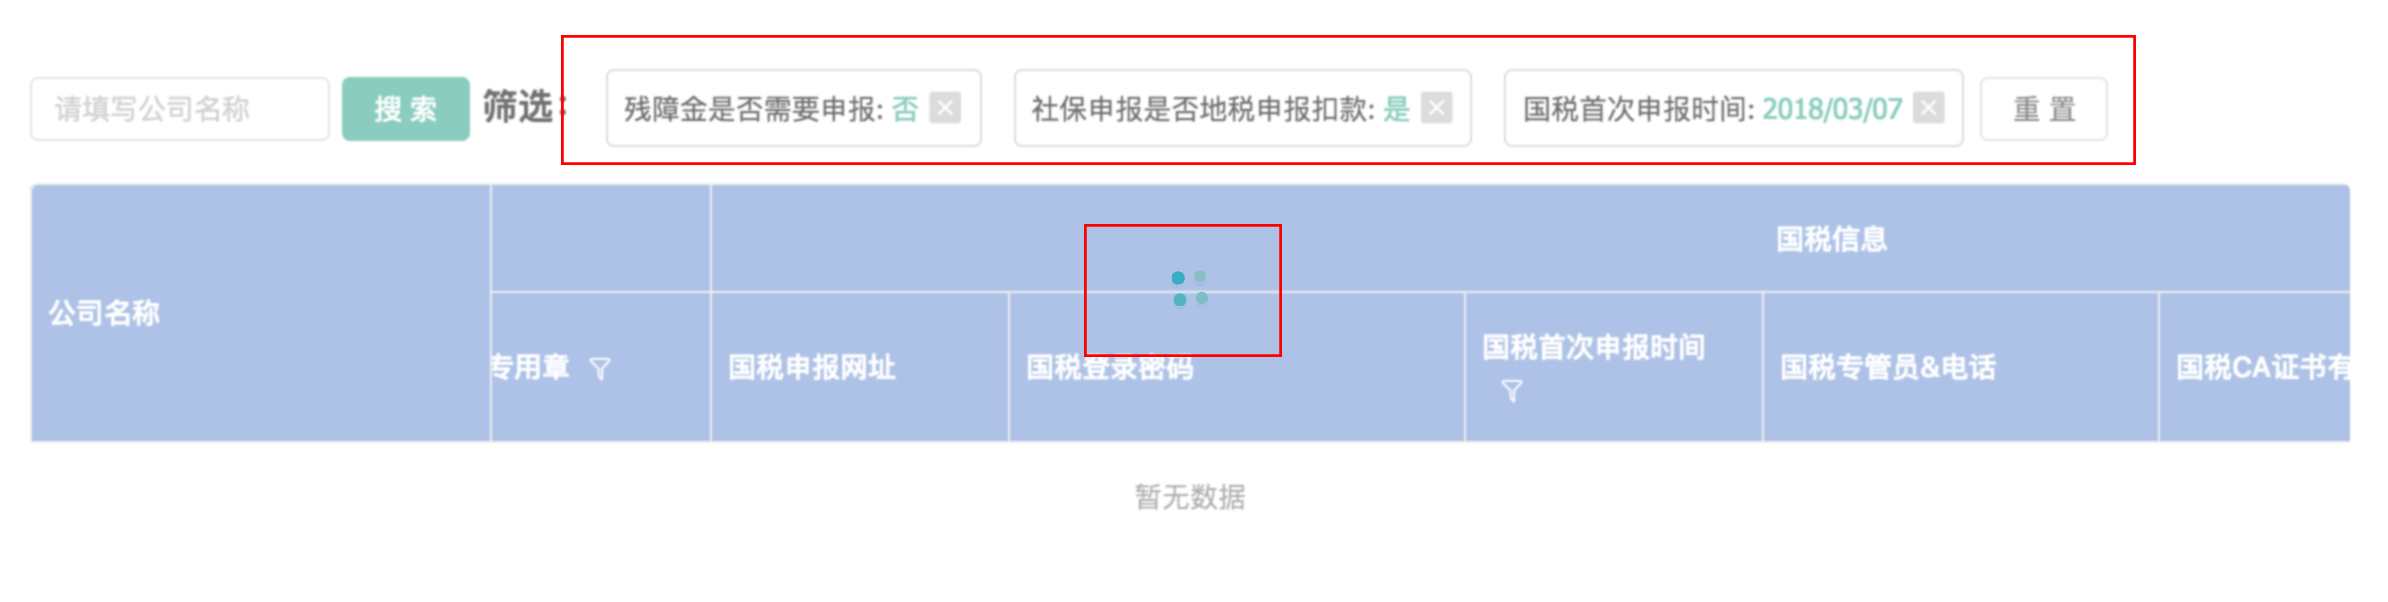 请填写公司名称 搜 索 筛选: 残障金是否需要申报: 否 社保申报是否地税申报扣款: 是 国税首次申报时间: 2018/03/07 重 置
国税信息
公司名称
专用章 国税申报网址 国税登录密码 国税首次申报时间 国税专管员&电话 国税CA证书有
暂无数据